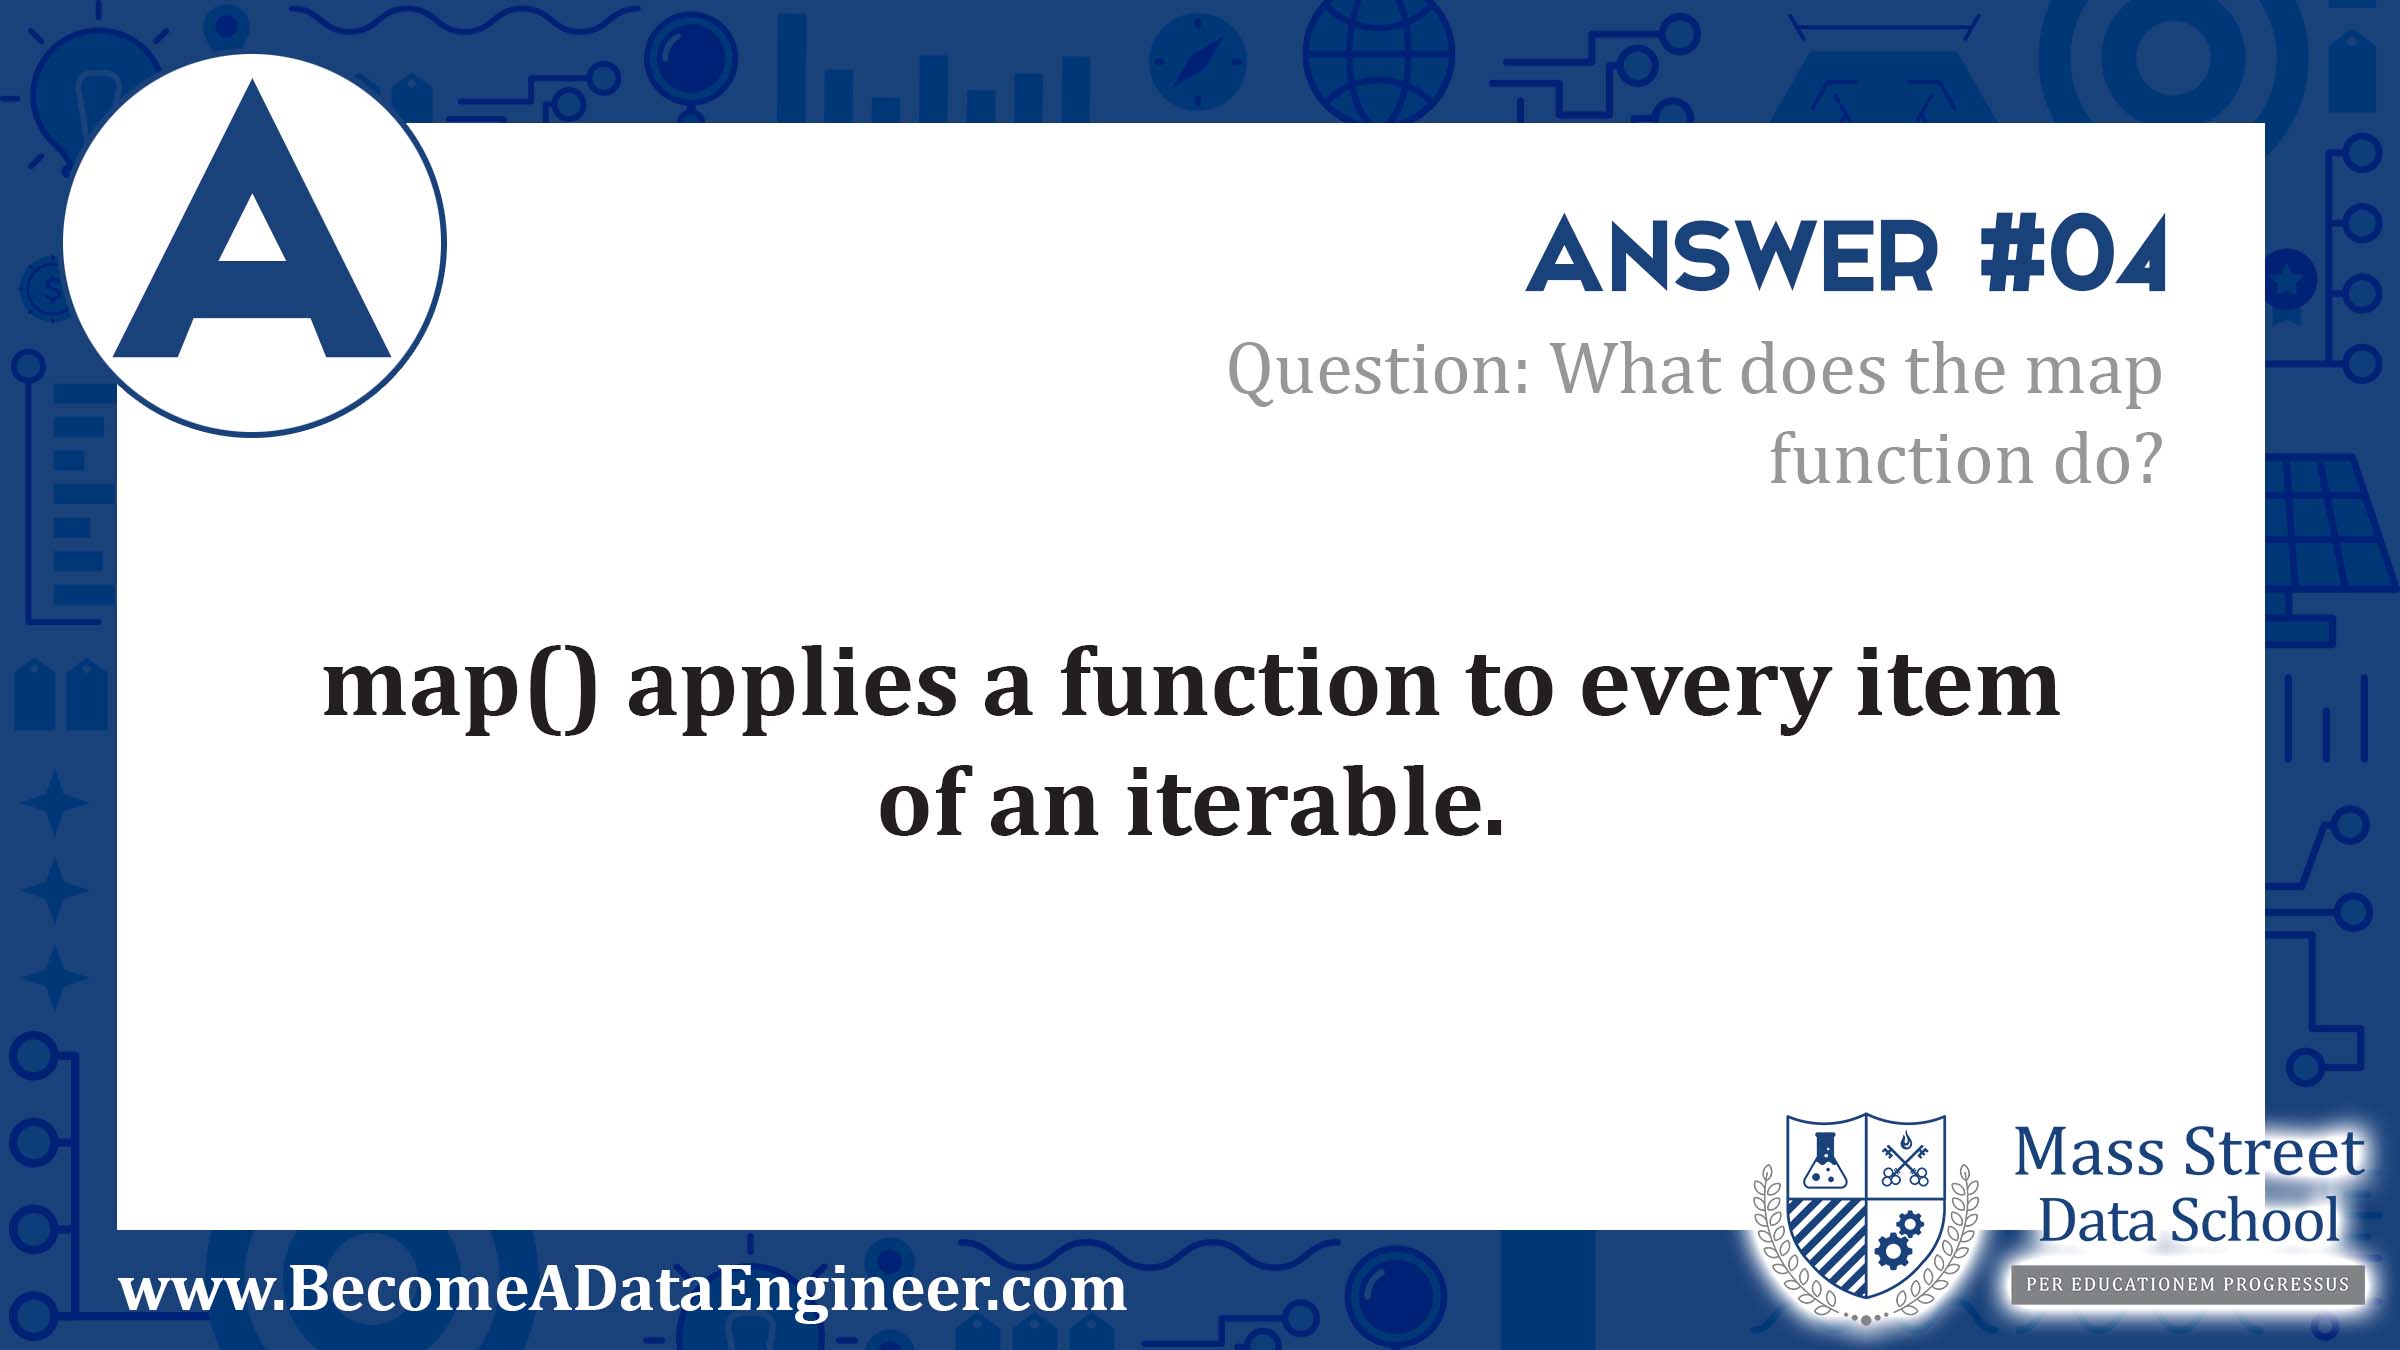 A
Answer #04
Question: What does the map
function do?
map() applies a function to every item
of an iterable.
www.BecomeADataEngineer.com
Mass Street
Data School
PER EDUCATIONEM PROGRESSUS
$